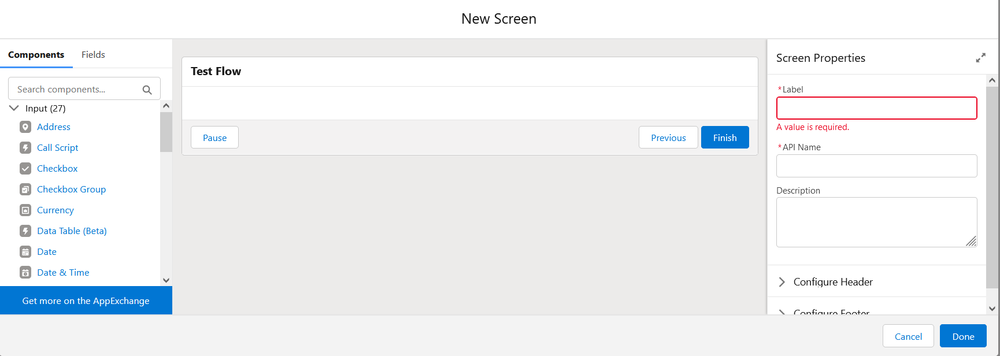 New Screen
Components
Fields
Search components...
Input (27)
Address
Call Script
Checkbox
Checkbox Group
Currency
Data Table (Beta)
Date
Date & Time
Get more on the AppExchange
Test Flow
Pause
Previous
Finish
Screen Properties
*Label
A value is required.
*API Name
Description
Configure Header
Configure Footer
Cancel
Done